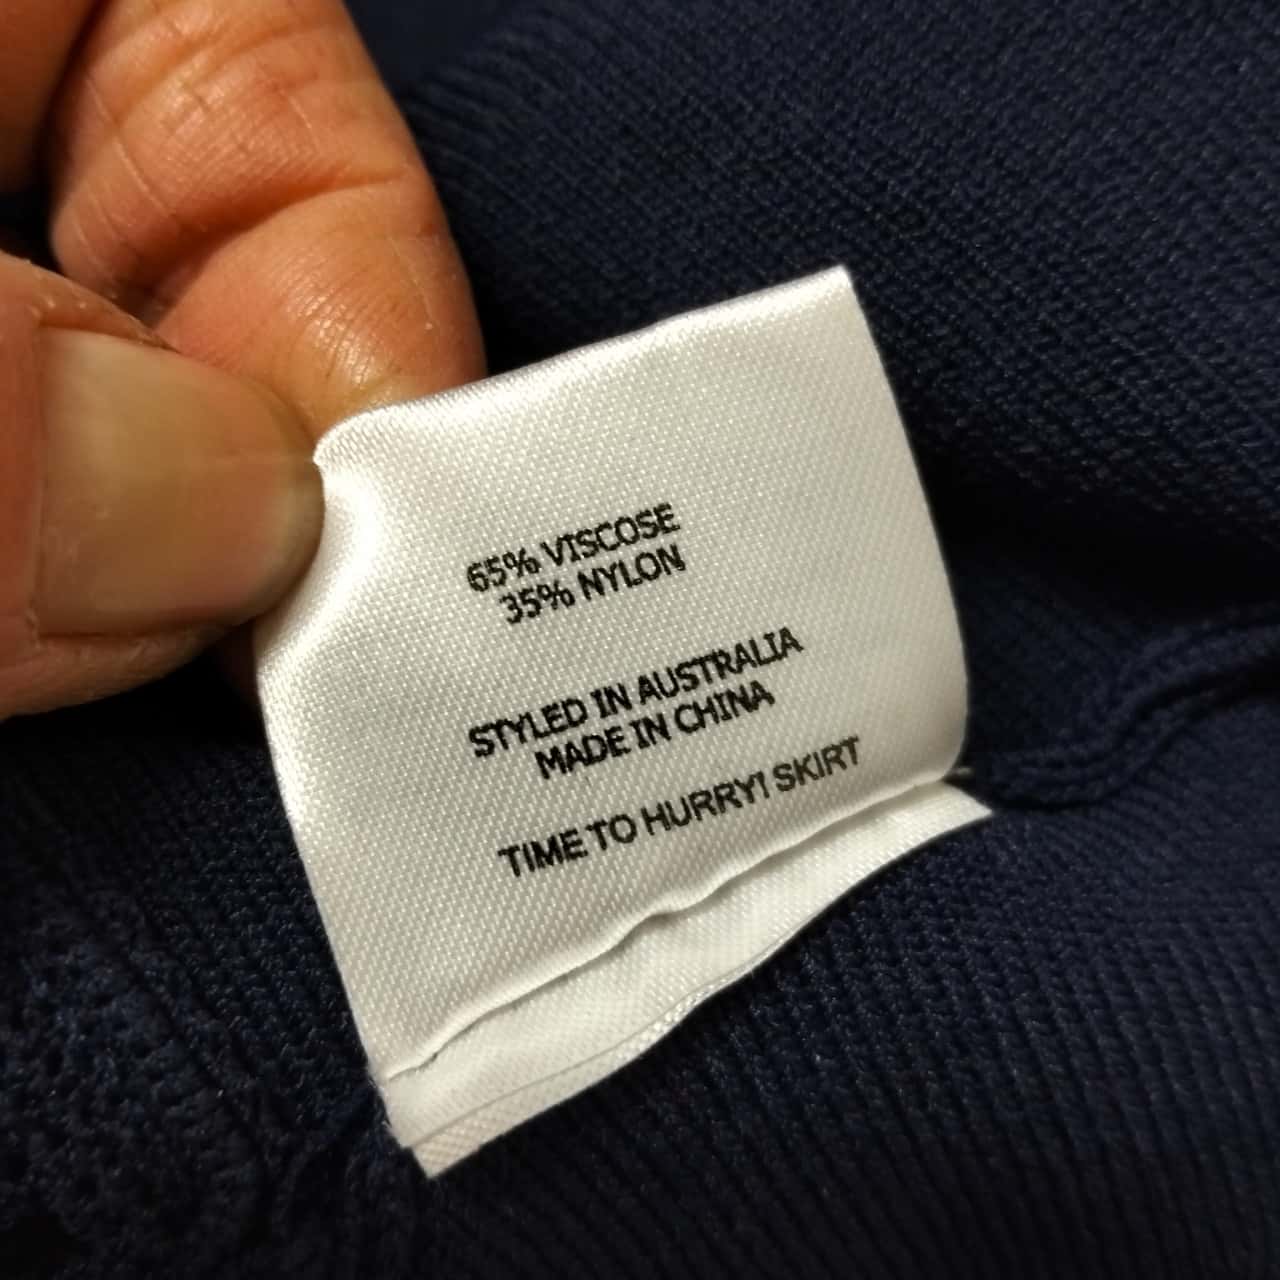 65% VISCOSE
35% NYLON
STYLED IN AUSTRALIA
MADE IN CHINA
TIME TO HURRY! SKIRT